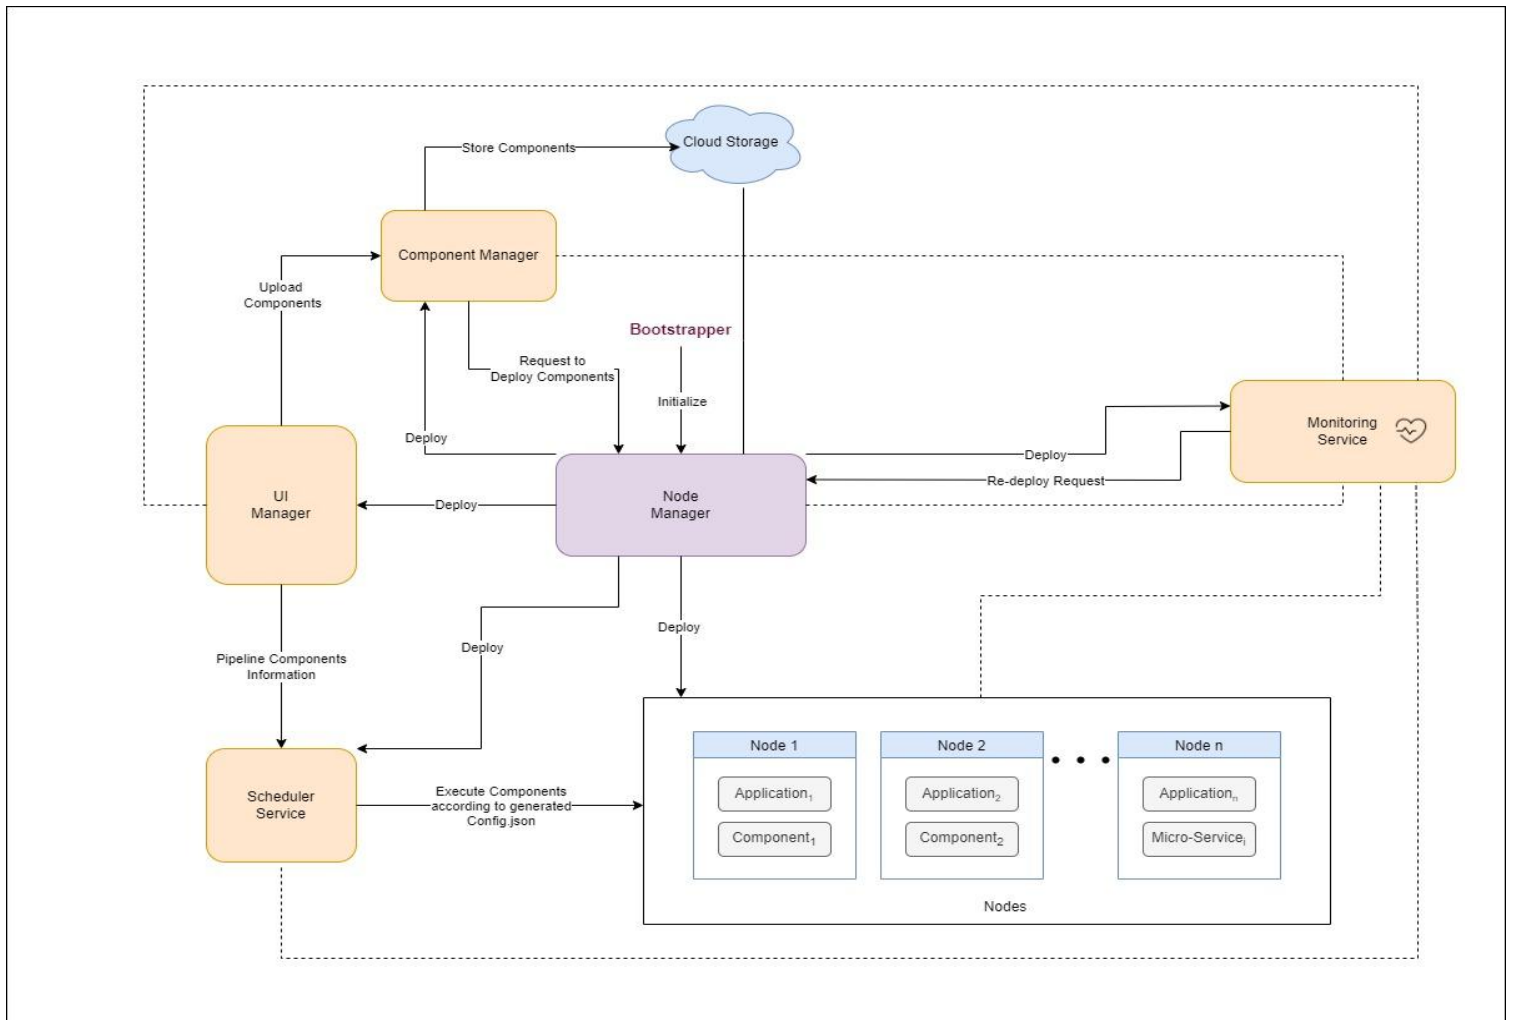 Cloud Storage
Store Components
Component Manager
Upload
Components
Bootstrapper
Request to
Deploy Components
Initialize
Deploy
Monitoring
Service
Deploy
Re-deploy Request
UI
Manager
Deploy
Node
Manager
Deploy
Deploy
Pipeline Components
Information
Node 1
Node 2
Node n
Scheduler
Service
Execute Components
according to generated
Config.json
Application₁
Application₂
Applicationₙ
Component₁
Component₂
Micro-Serviceᵢ
Nodes